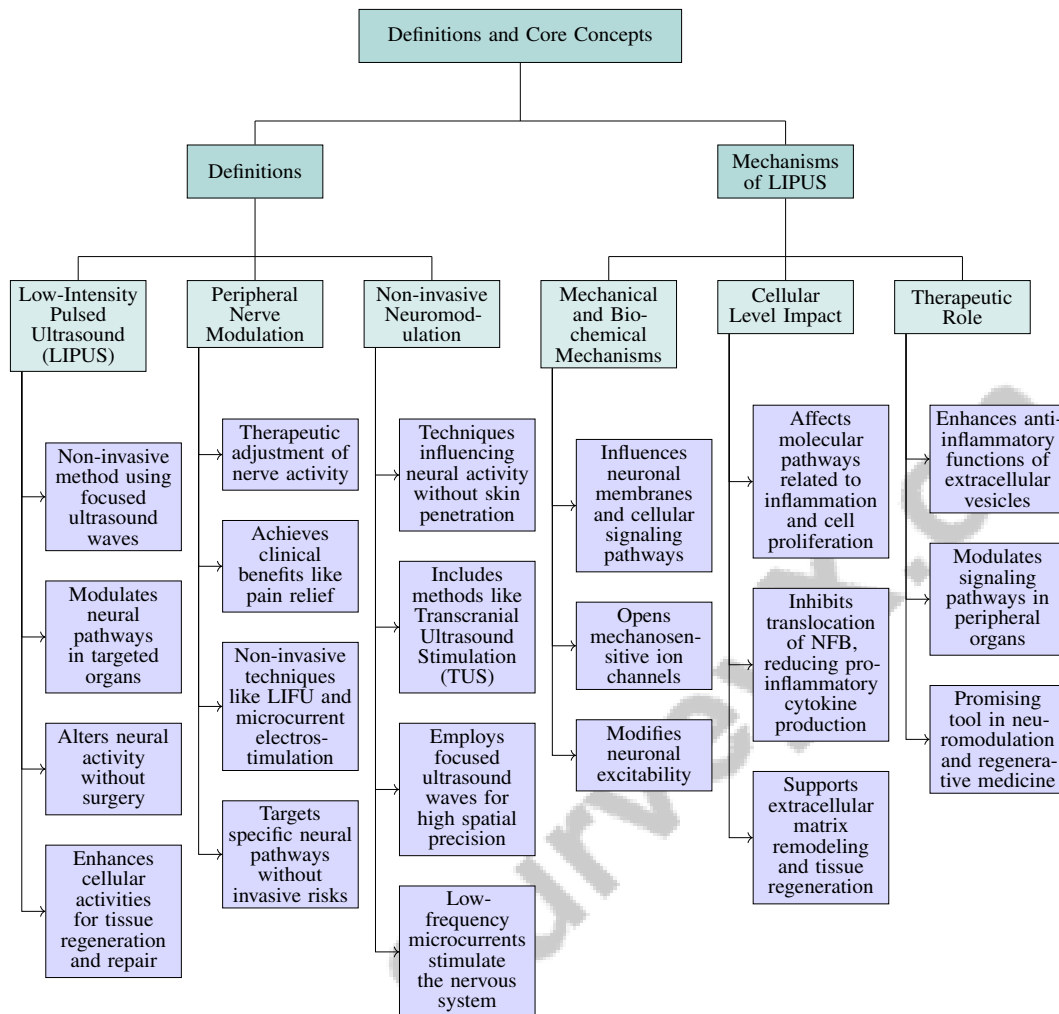 Definitions and Core Concepts
Definitions
Mechanisms
of LIPUS
Low-Intensity
Pulsed
Ultrasound
(LIPUS)
Peripheral
Nerve
Modulation
Non-invasive
Neuromod-
ulation
Mechanical
and Bio-
chemical
Mechanisms
Cellular
Level Impact
Therapeutic
Role
Non-invasive
method using
focused
ultrasound
waves
Modulates
neural
pathways
in targeted
organs
Alters neural
activity
without
surgery
Enhances
cellular
activities
for tissue
regeneration
and repair
Therapeutic
adjustment of
nerve activity
Achieves
clinical
benefits like
pain relief
Non-invasive
techniques
like LIFU and
microcurrent
electros-
timulation
Targets
specific neural
pathways
without
invasive risks
Techniques
influencing
neural activity
without skin
penetration
Includes
methods like
Transcranial
Ultrasound
Stimulation
(TUS)
Employs
focused
ultrasound
waves for
high spatial
precision
Low-
frequency
microcurrents
stimulate
the nervous
system
Influences
neuronal
membranes
and cellular
signaling
pathways
Opens
mechanosen-
sitive ion
channels
Modifies
neuronal
excitability
Affects
molecular
pathways
related to
inflammation
and cell
proliferation
Inhibits
translocation
of NFB,
reducing pro-
inflammatory
cytokine
production
Supports
extracellular
matrix
remodeling
and tissue
regeneration
Enhances anti-
inflammatory
functions of
extracellular
vesicles
Modulates
signaling
pathways in
peripheral
organs
Promising
tool in neu-
romodulation
and regenera-
tive medicine